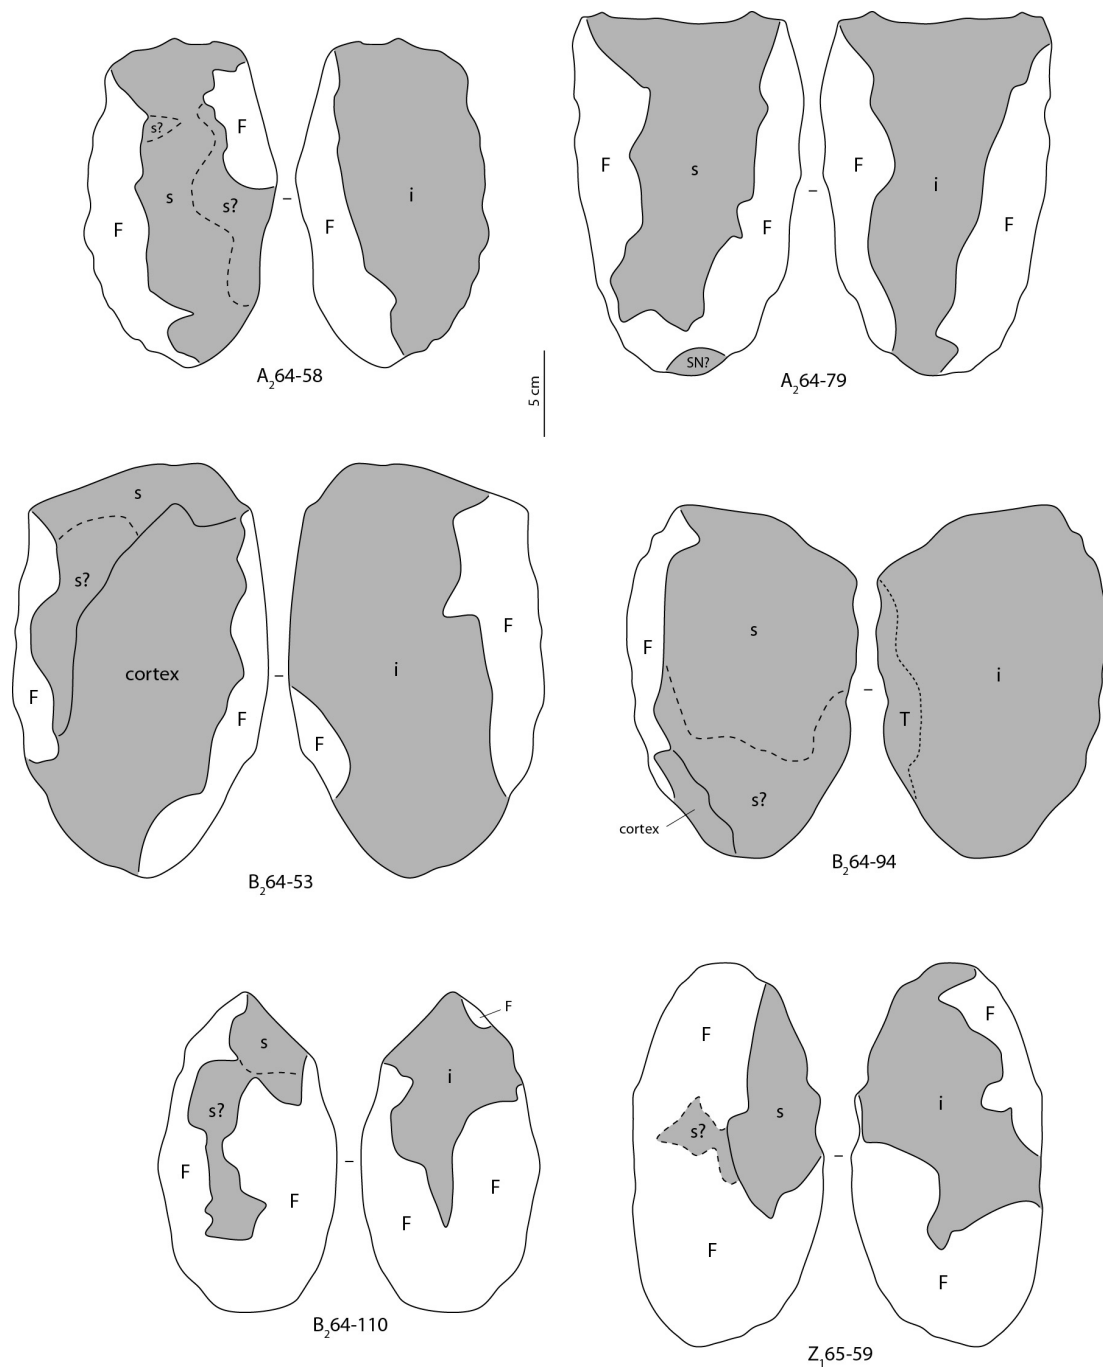 s?
F
F
s
s?
F
i
A₂64-58
5 cm
F
s
F
SN?
F
i
F
A₂64-79
s
s?
cortex
F
F
i
F
F
B₂64-53
s
F
s?
cortex
T
i
B₂64-94
s
s?
F
F
F
i
F
F
B₂64-110
F
s
s?
F
F
i
F
Z₁65-59